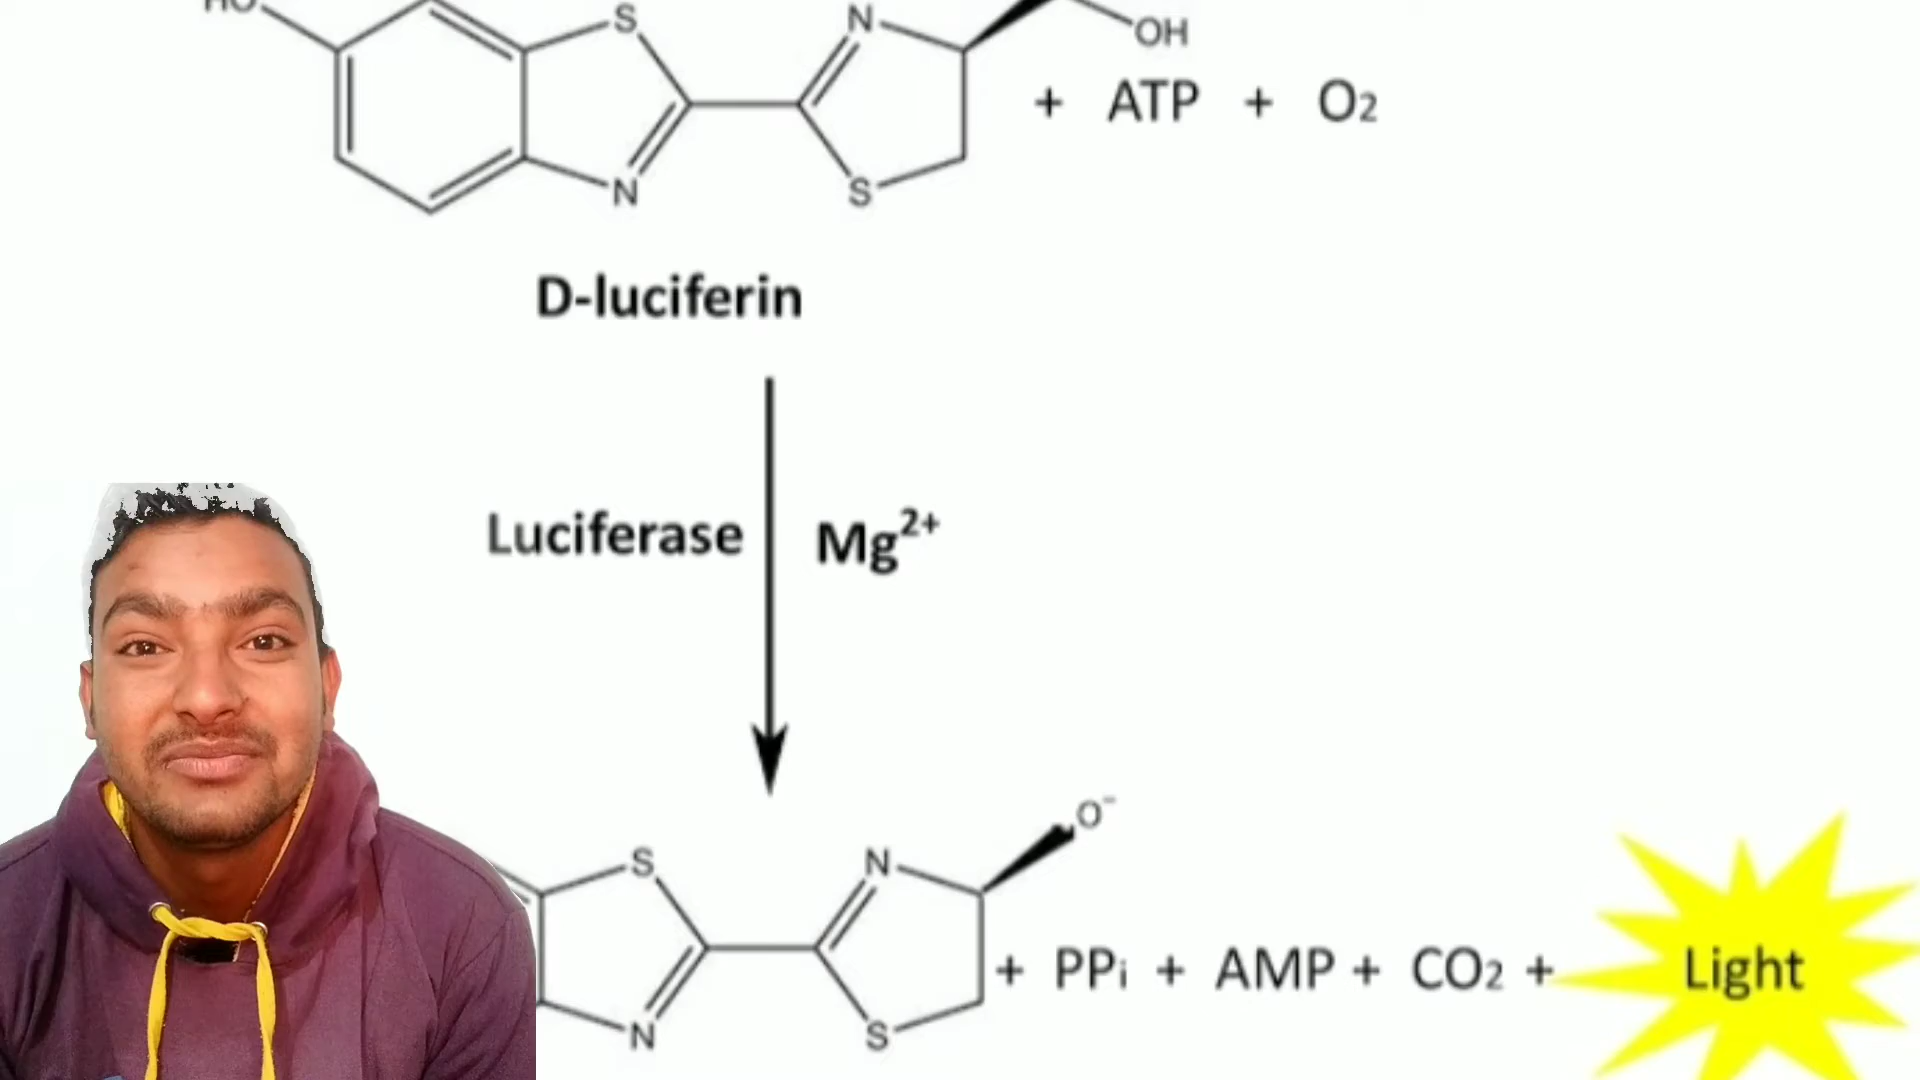 HO
S
N
OH
+ ATP + O2
N
S
D-luciferin
Luciferase Mg2+
O-
S
N
+ PPi + AMP + CO2 + Light
N
S